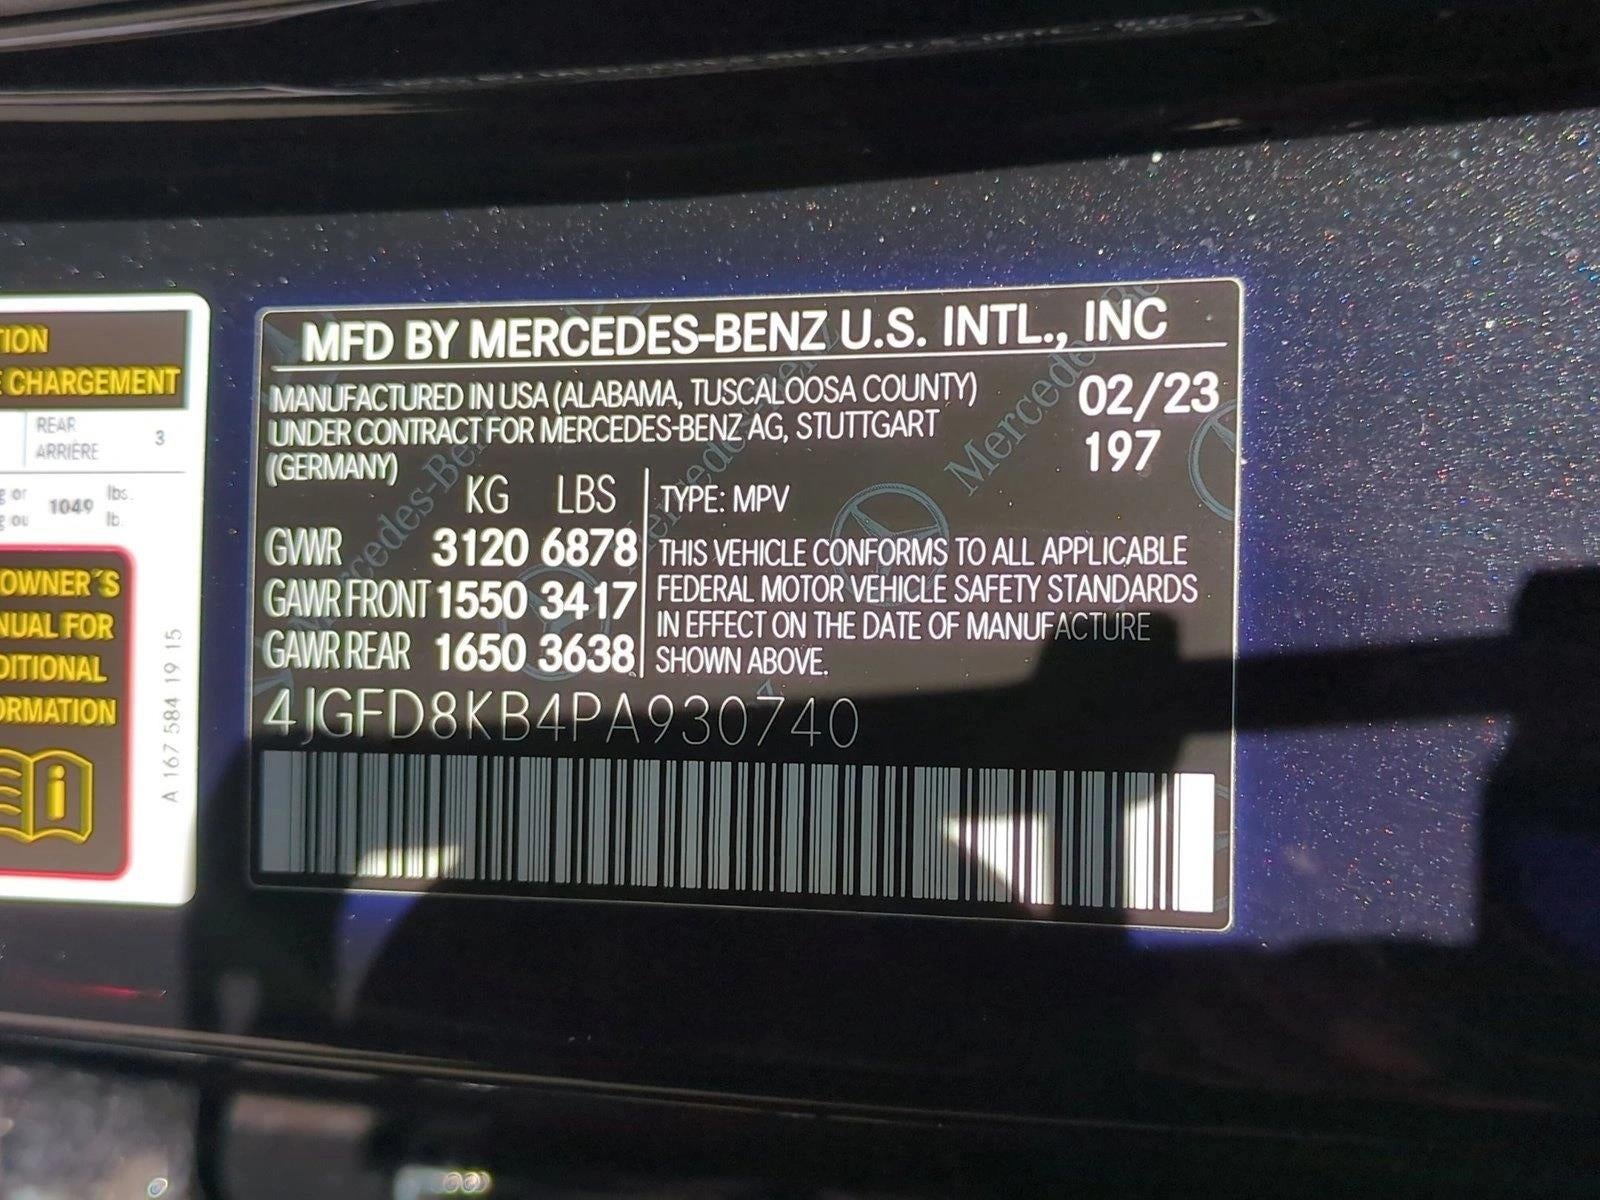 TION
E CHARGEMENT
REAR
ARRIÈRE 3
g or 1049 lbs.
g ou lb.
OWNER'S
NUAL FOR
DITIONAL
ORMATION
A 167 584 19 15
MFD BY MERCEDES-BENZ U.S. INTL., INC
MANUFACTURED IN USA (ALABAMA, TUSCALOOSA COUNTY) 02/23
UNDER CONTRACT FOR MERCEDES-BENZ AG, STUTTGART 197
(GERMANY)
KG LBS
GVWR 3120 6878
GAWR FRONT 1550 3417
GAWR REAR 1650 3638
TYPE: MPV
THIS VEHICLE CONFORMS TO ALL APPLICABLE
FEDERAL MOTOR VEHICLE SAFETY STANDARDS
IN EFFECT ON THE DATE OF MANUFACTURE
SHOWN ABOVE.
4JGFD8KB4PA930740